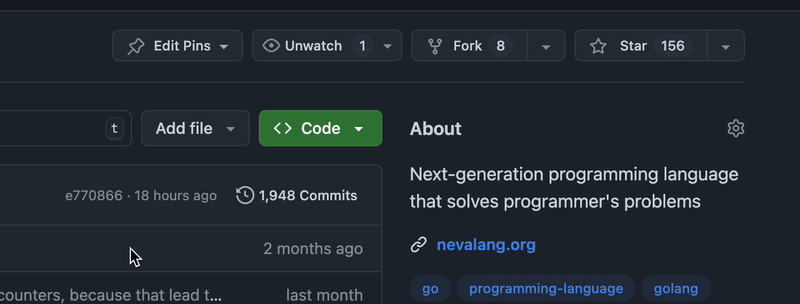 Edit Pins Unwatch 1 Fork 8 Star 156
t Add file Code
About
Next-generation programming language
that solves programmer's problems
e770866 · 18 hours ago 1,948 Commits
nevalang.org
2 months ago
go programming-language golang
counters, because that lead t... last month